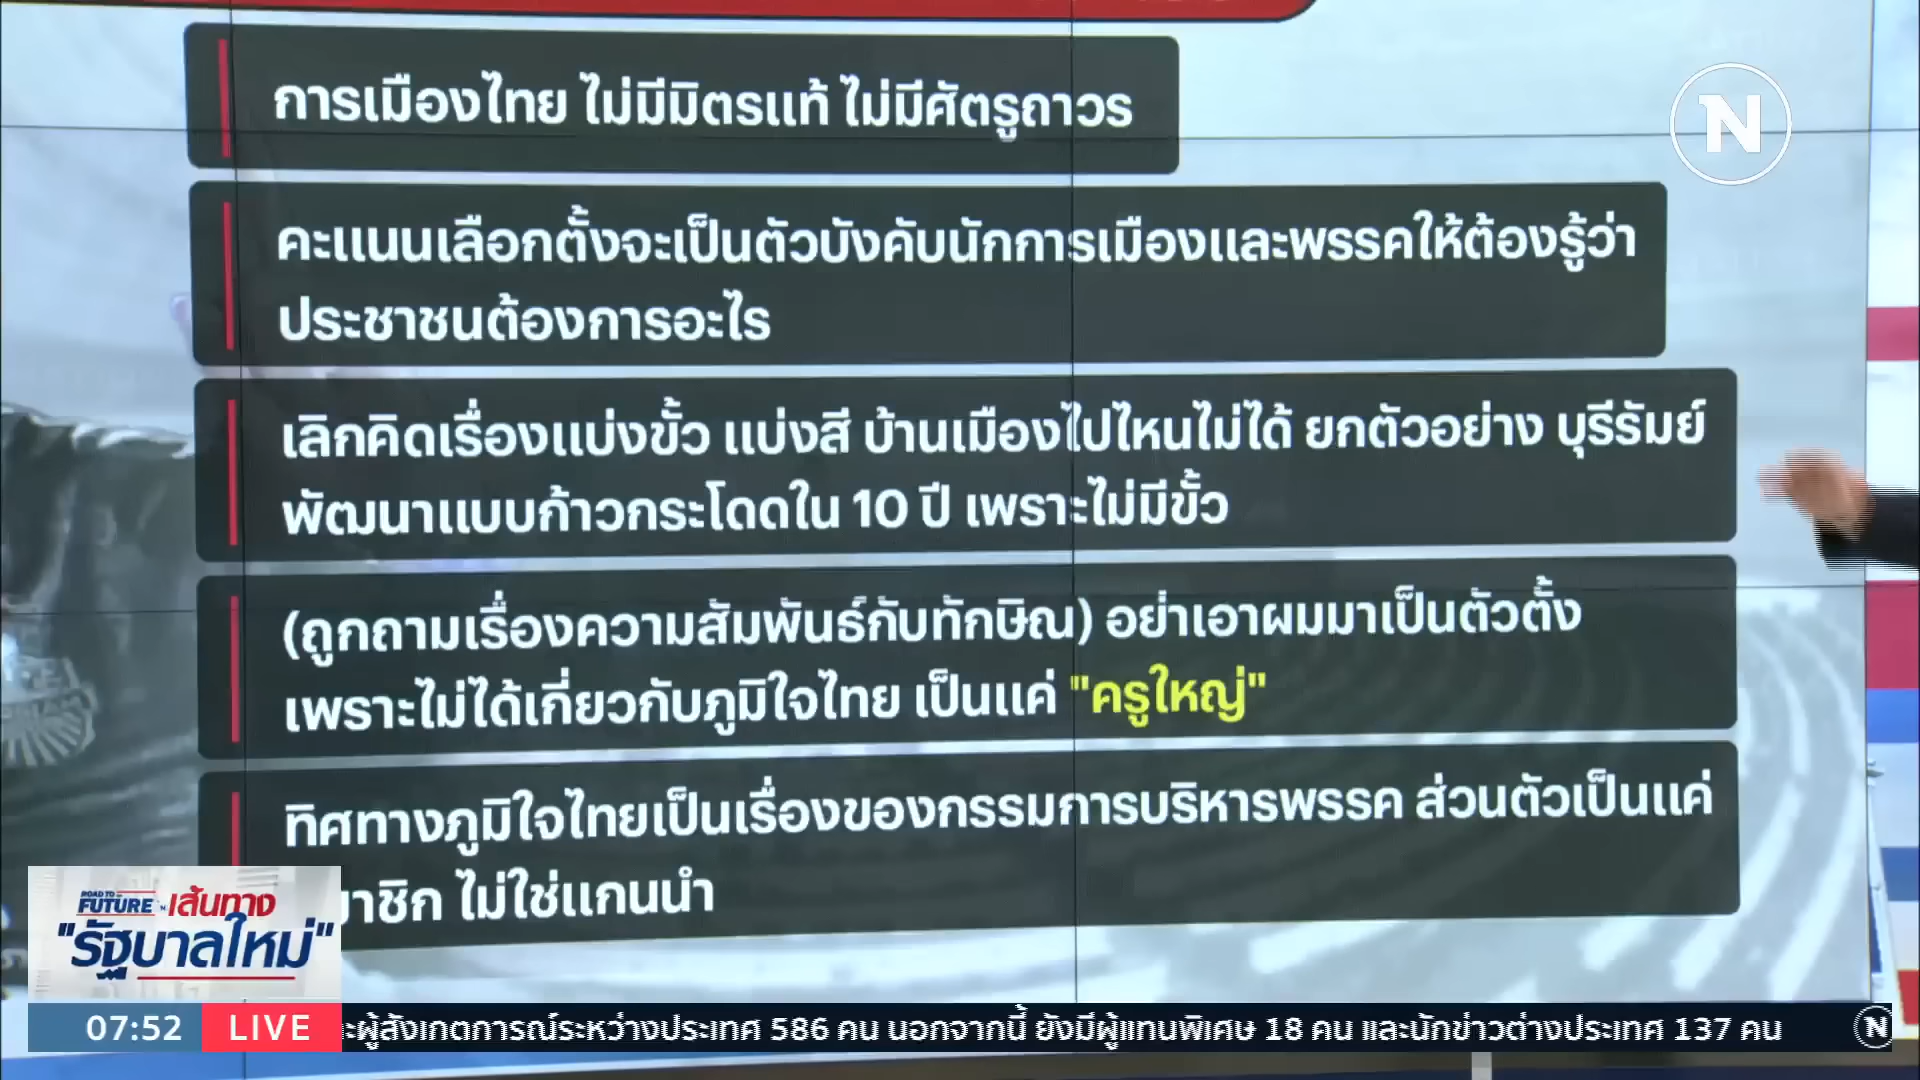 การเมืองไทย ไม่มีมิตรแท้ ไม่มีศัตรูถาวร
N
คะแนนเลือกตั้งจะเป็นตัวบังคับนักการเมืองและพรรคให้ต้องรู้ว่า
ประชาชนต้องการอะไร
เลิกคิดเรื่องแบ่งขั้ว แบ่งสี บ้านเมืองไปไหนไม่ได้ ยกตัวอย่าง บุรีรัมย์
พัฒนาแบบก้าวกระโดดใน 10 ปี เพราะไม่มีขั้ว
(ถูกถามเรื่องความสัมพันธ์กับทักษิณ) อย่าเอาผมมาเป็นตัวตั้ง
เพราะไม่ได้เกี่ยวกับภูมิใจไทย เป็นแค่ "ครูใหญ่"
ทิศทางภูมิใจไทยเป็นเรื่องของกรรมการบริหารพรรค ส่วนตัวเป็นแค่
าชิก ไม่ใช่แกนนำ
ROAD TO
FUTURE เส้นทาง
"รัฐบาลใหม่"
07:52 LIVE ผู้สังเกตการณ์ระหว่างประเทศ 586 คน นอกจากนี้ ยังมีผู้แทนพิเศษ 18 คน และนักข่าวต่างประเทศ 137 คน N